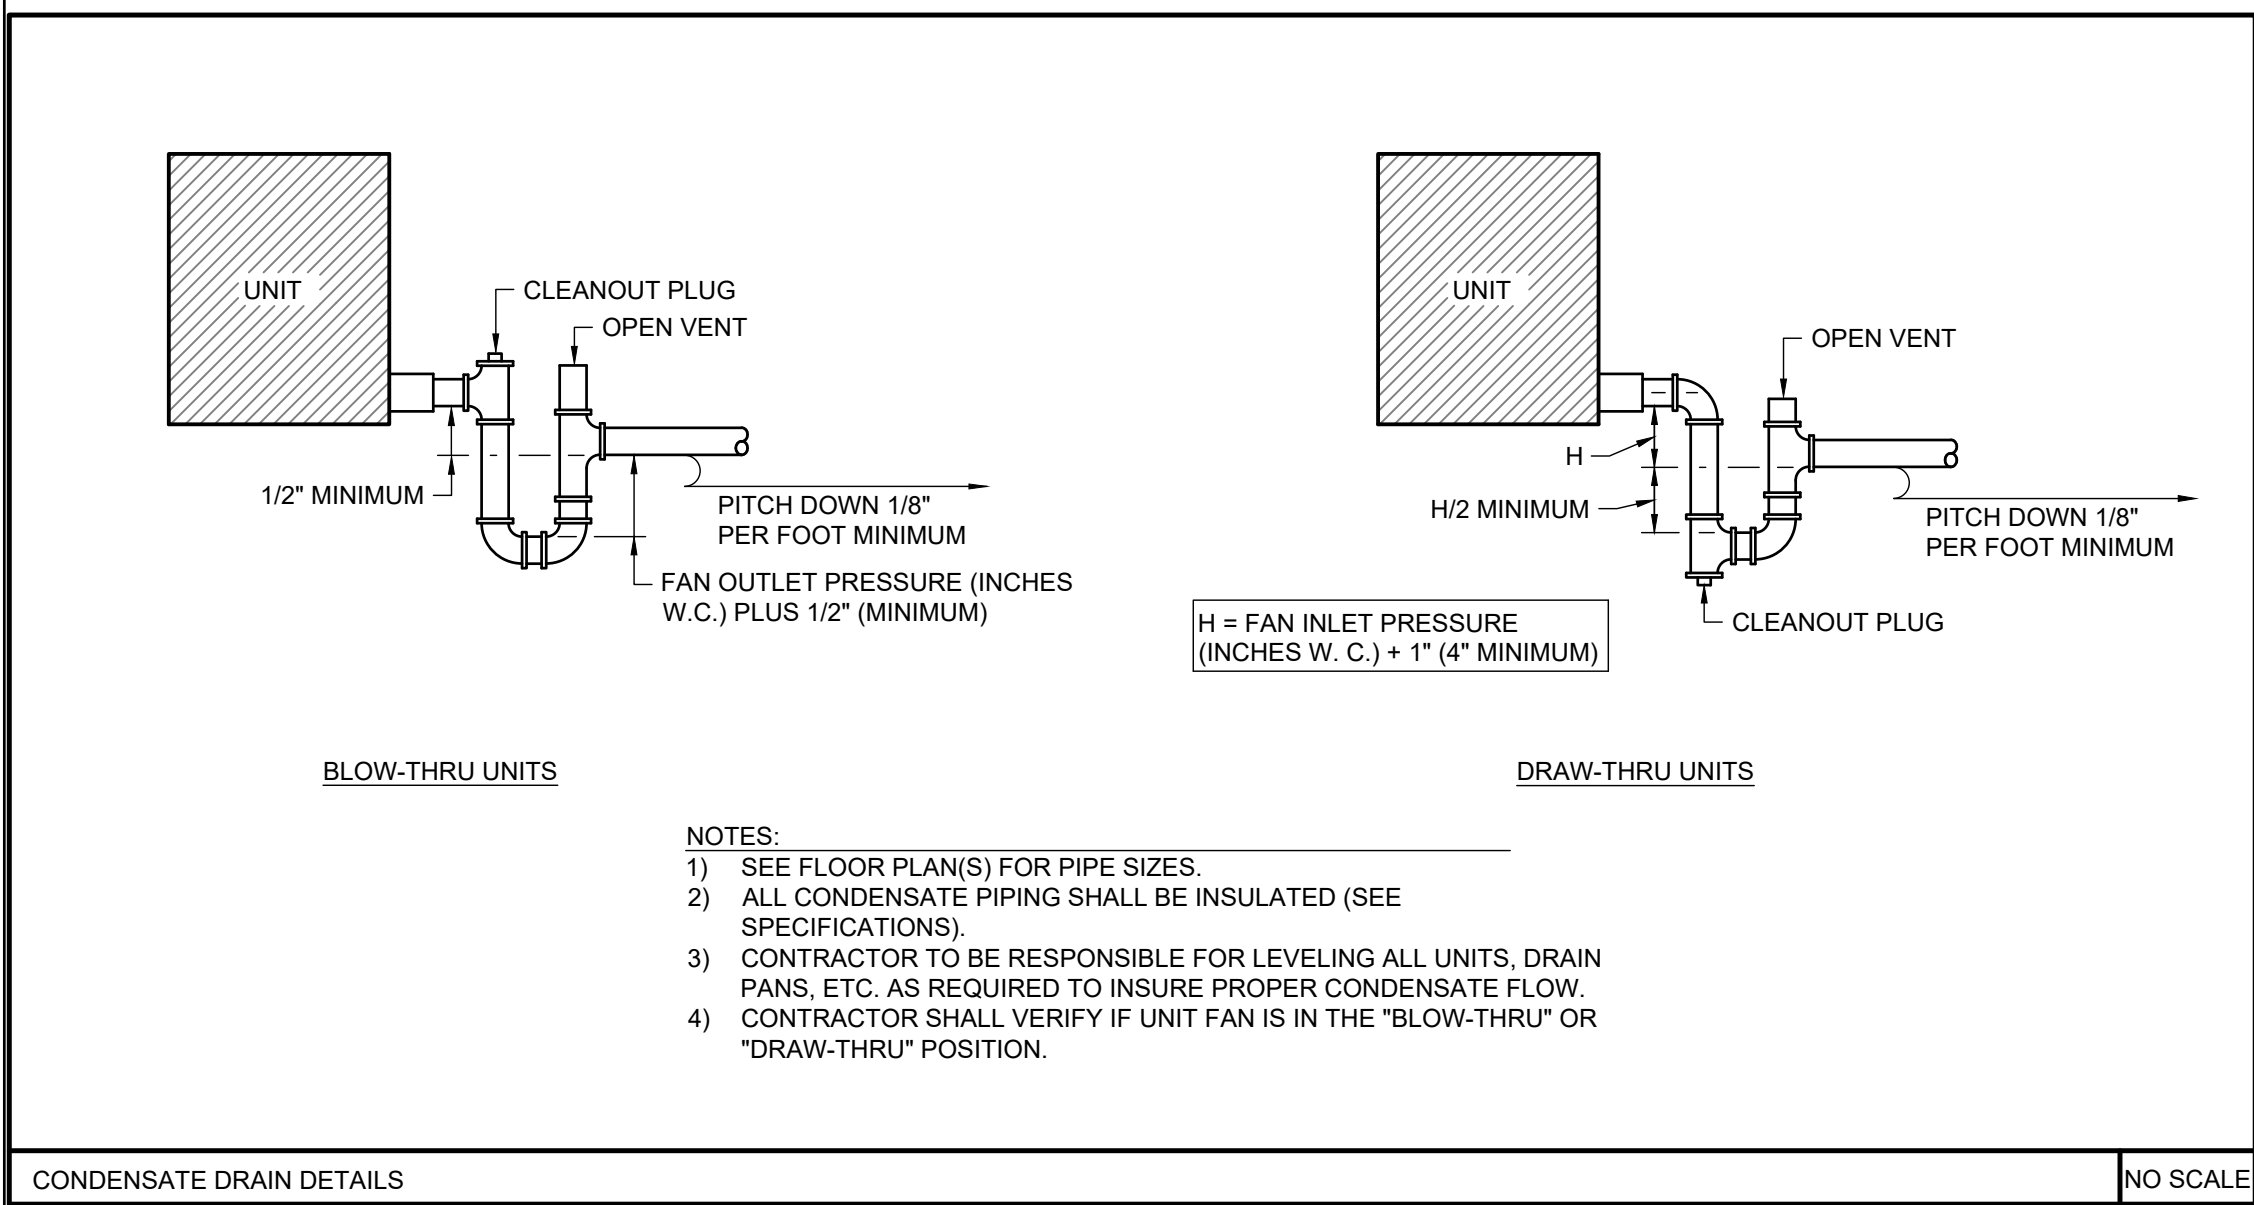 UNIT
CLEANOUT PLUG
OPEN VENT
1/2" MINIMUM
PITCH DOWN 1/8"
PER FOOT MINIMUM
FAN OUTLET PRESSURE (INCHES
W.C.) PLUS 1/2" (MINIMUM)
BLOW-THRU UNITS
UNIT
OPEN VENT
H
H/2 MINIMUM
PITCH DOWN 1/8"
PER FOOT MINIMUM
CLEANOUT PLUG
H = FAN INLET PRESSURE
(INCHES W. C.) + 1" (4" MINIMUM)
DRAW-THRU UNITS
NOTES:
1) SEE FLOOR PLAN(S) FOR PIPE SIZES.
2) ALL CONDENSATE PIPING SHALL BE INSULATED (SEE
SPECIFICATIONS).
3) CONTRACTOR TO BE RESPONSIBLE FOR LEVELING ALL UNITS, DRAIN
PANS, ETC. AS REQUIRED TO INSURE PROPER CONDENSATE FLOW.
4) CONTRACTOR SHALL VERIFY IF UNIT FAN IS IN THE "BLOW-THRU" OR
"DRAW-THRU" POSITION.
CONDENSATE DRAIN DETAILS
NO SCALE